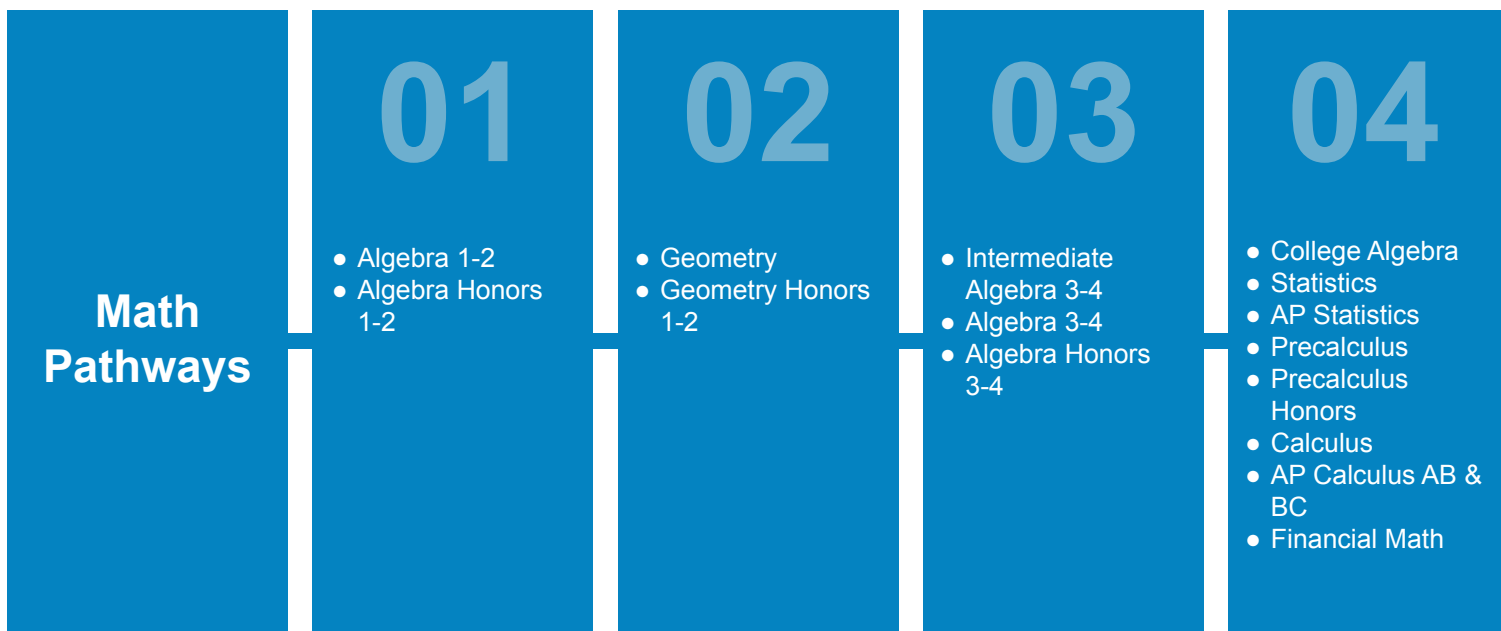 Math
Pathways
01
● Algebra 1-2
● Algebra Honors
1-2
02
● Geometry
● Geometry Honors
1-2
03
● Intermediate
Algebra 3-4
● Algebra 3-4
● Algebra Honors
3-4
04
● College Algebra
● Statistics
● AP Statistics
● Precalculus
● Precalculus
Honors
● Calculus
● AP Calculus AB &
BC
● Financial Math